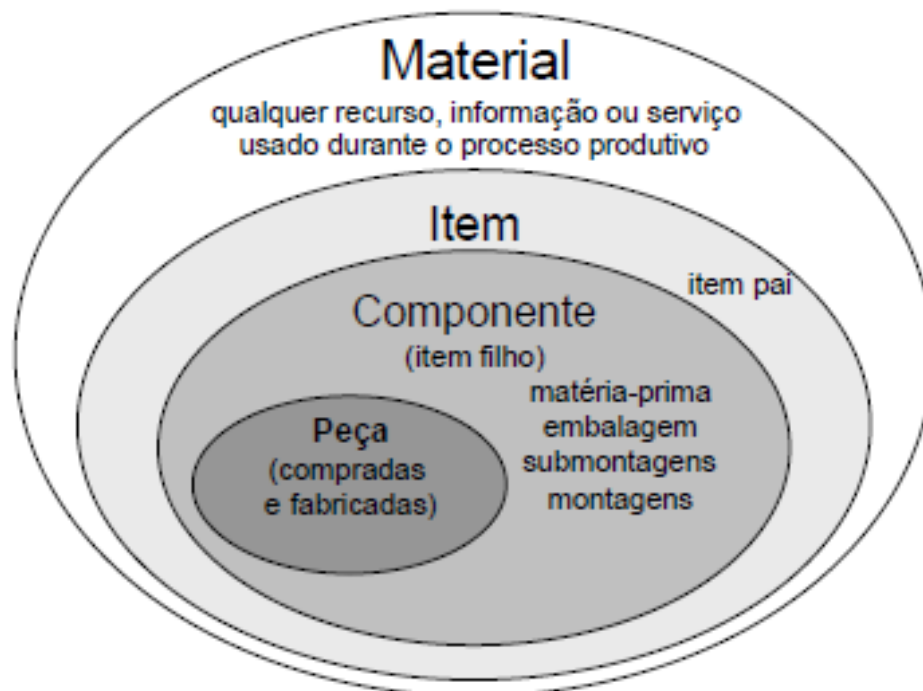 Material
qualquer recurso, informação ou serviço
usado durante o processo produtivo
Item
item pai
Componente
(item filho)
matéria-prima
embalagem
submontagens
montagens
Peça
(compradas
e fabricadas)